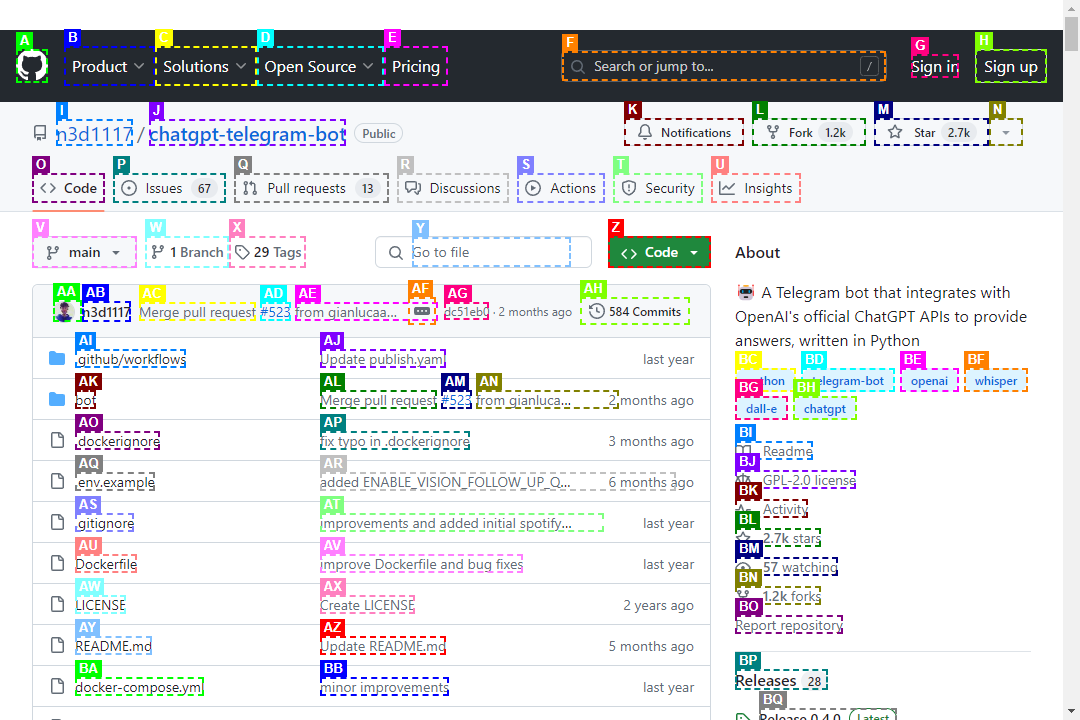 A B C D E F G H
Product Solutions Open Source Pricing Search or jump to... / Sign in Sign up
I J K L M N
n3d1117 / chatgpt-telegram-bot Public Notifications Fork 1.2k Star 2.7k
O P Q R S T U
Code Issues 67 Pull requests 13 Discussions Actions Security Insights
V W X Y Z
main 1 Branch 29 Tags Go to file Code
About
AA AB AC AD AE AF AG AH
n3d1117 Merge pull request #523 from gianlucaa... dc51eb0 · 2 months ago 584 Commits
🤖 A Telegram bot that integrates with
OpenAI's official ChatGPT APIs to provide
answers, written in Python
AI AJ
.github/workflows Update publish.yaml last year
AK AL AM AN
bot Merge pull request #523 from gianluca... 2 months ago
AO AP
.dockerignore fix typo in .dockerignore 3 months ago
AQ AR
.env.example added ENABLE_VISION_FOLLOW_UP_Q... 6 months ago
AS AT
.gitignore improvements and added initial spotify... last year
AU AV
Dockerfile improve Dockerfile and bug fixes last year
AW AX
LICENSE Create LICENSE 2 years ago
AY AZ
README.md Update README.md 5 months ago
BA BB
docker-compose.yml minor improvements last year
BC BD BE BF
openai whisper
BG BH
dall-e chatgpt
BI
Readme
BJ
GPL-2.0 license
BK
Activity
BL
2.7k stars
BM
57 watching
BN
1.2k forks
BO
Report repository
BP
Releases 28
BQ
Release 0.4.0 Latest